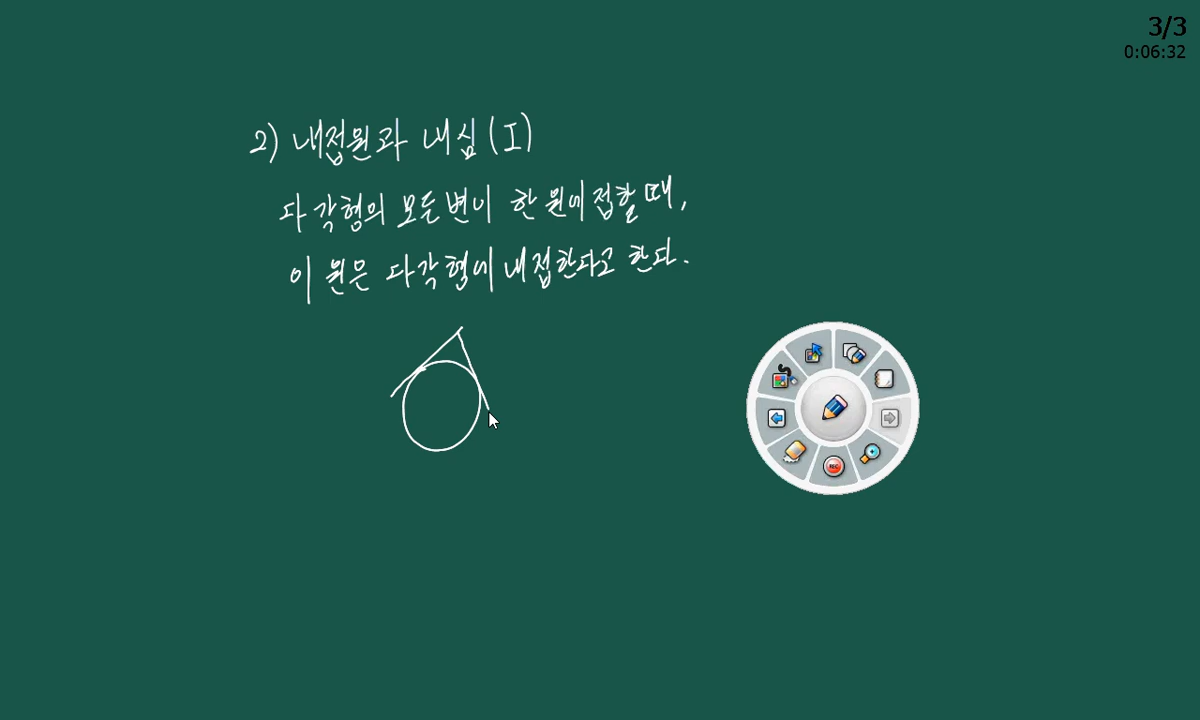 3/3
0:06:32
2) 내접원과 내심 (I)
다각형의 모든 변이 한 원에 접할 때,
이 원은 다각형에 내접한다고 한다.
REC